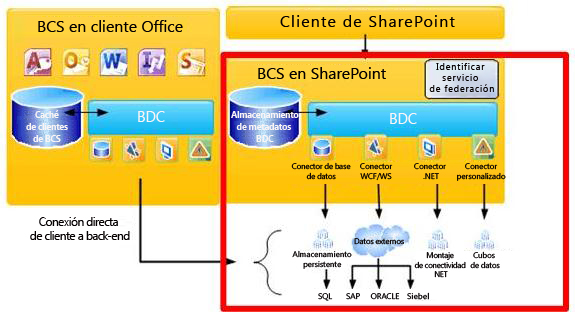 BCS en cliente Office
Cliente de SharePoint
BCS en SharePoint
Identificar
servicio
de federación
Caché
de clientes
de BCS
BDC
Almacenamiento
de metadatos
BDC
BDC
Conector de base
de datos
Conector
WCF/WS
Conector
.NET
Conector
personalizado
Conexión directa
de cliente a back-end
Almacenamiento
persistente
Datos externos
Montaje
de conectividad
NET
Cubos
de datos
SQL
SAP
ORACLE
Siebel